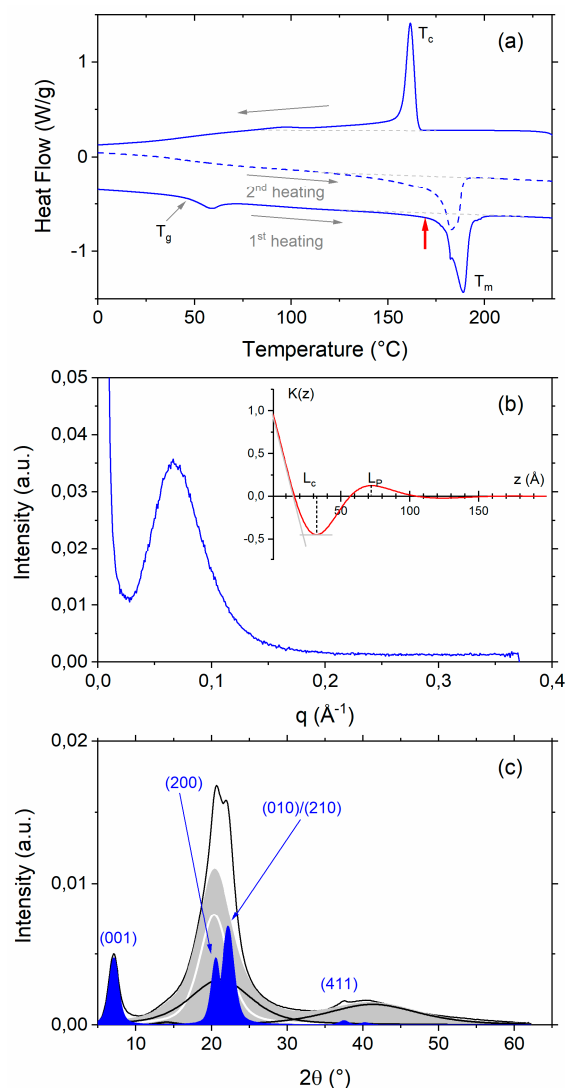 (a)
T_c
1
0
-1
2nd heating
T_g
1st heating
T_m
0 50 100 150 200
Heat Flow (W/g)
Temperature (°C)
(b)
0,05
0,04
0,03
0,02
0,01
0,00
K(z)
1,0
0,5
0,0
-0,5
L_c
L_P
z (Å)
50 100 150
0,0 0,1 0,2 0,3 0,4
Intensity (a.u.)
q (Å-1)
(c)
0,02
0,01
0,00
(200)
(010)/(210)
(001)
(411)
10 20 30 40 50 60
Intensity (a.u.)
2θ (°)